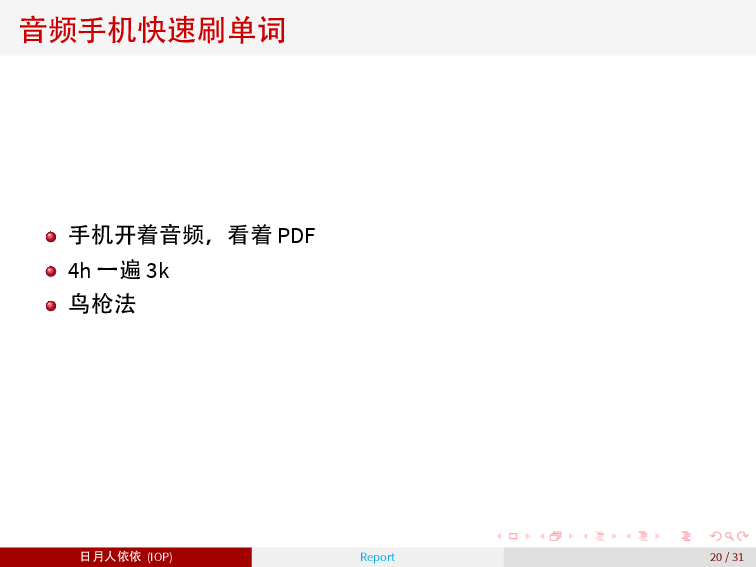 音频手机快速刷单词
手机开着音频，看着 PDF
4h 一遍 3k
鸟枪法
日月人依依 (IOP)
Report
20 / 31